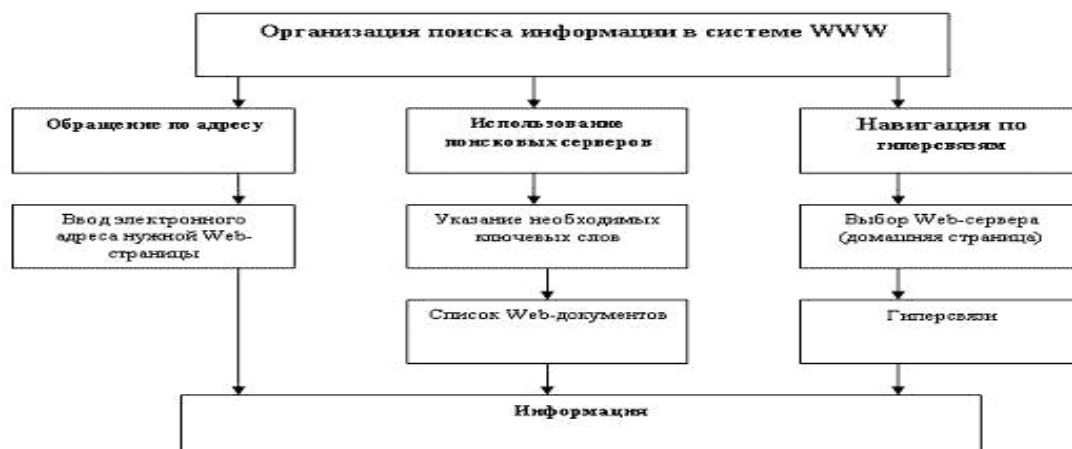 Организация поиска информации в системе WWW
Обращение по адресу
Использование
поисковых серверов
Навигация по
гиперсвязям
Ввод электронного
адреса нужной Web-
страницы
Указание необходимых
ключевых слов
Выбор Web-сервера
(домашняя страница)
Список Web-документов
Гиперсвязи
Информация